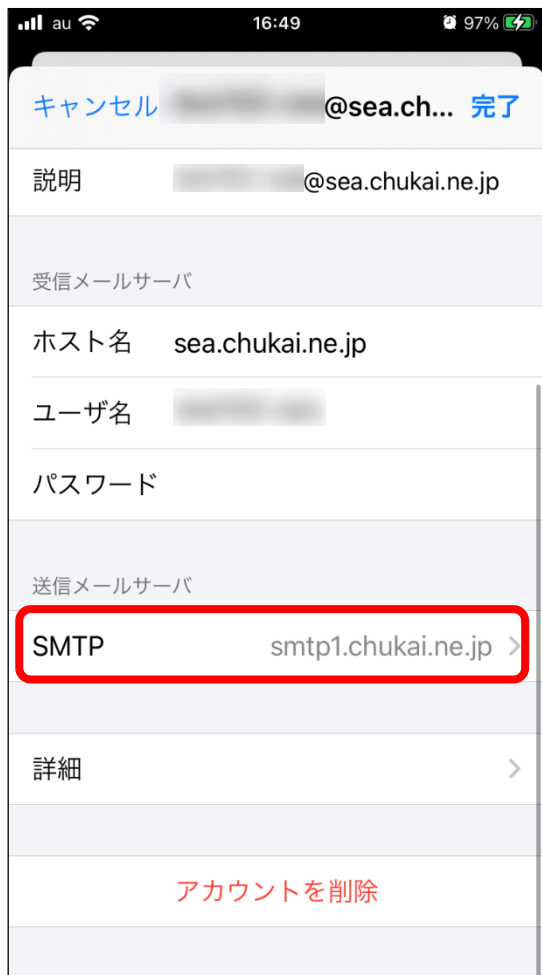 au 16:49 97%
キャンセル @sea.ch... 完了
説明 @sea.chukai.ne.jp
受信メールサーバ
ホスト名 sea.chukai.ne.jp
ユーザ名
パスワード
送信メールサーバ
SMTP smtp1.chukai.ne.jp
詳細
アカウントを削除